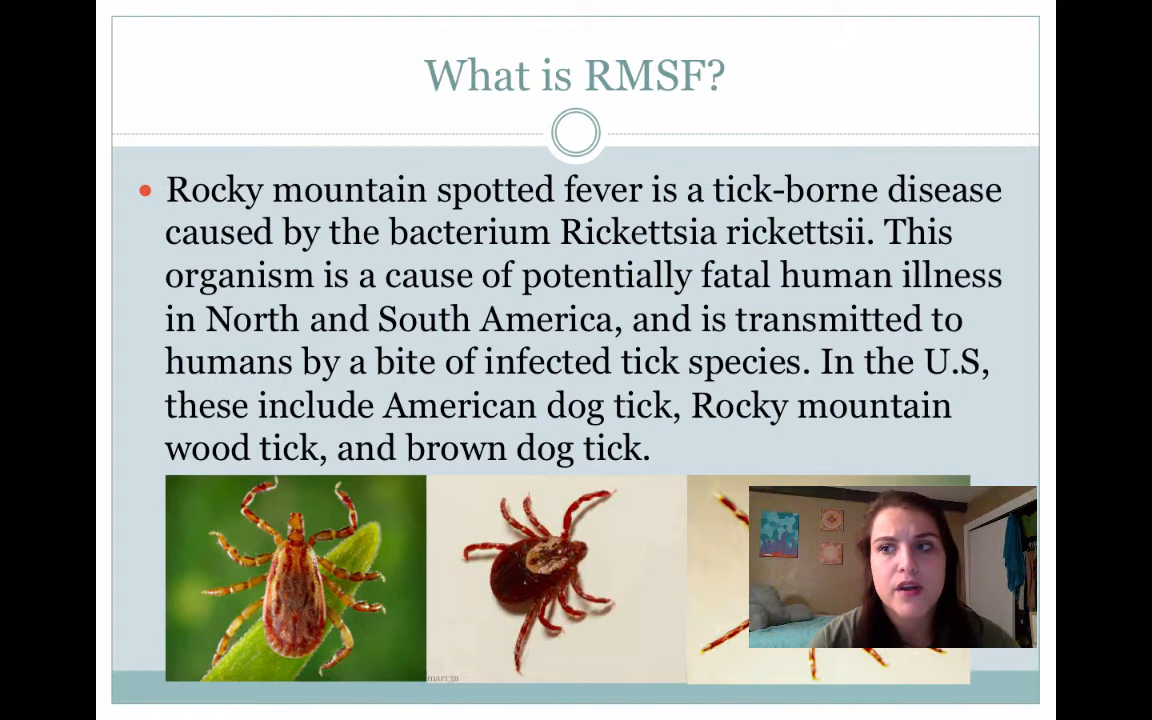 What is RMSF?
Rocky mountain spotted fever is a tick-borne disease
caused by the bacterium Rickettsia rickettsii. This
organism is a cause of potentially fatal human illness
in North and South America, and is transmitted to
humans by a bite of infected tick species. In the U.S,
these include American dog tick, Rocky mountain
wood tick, and brown dog tick.